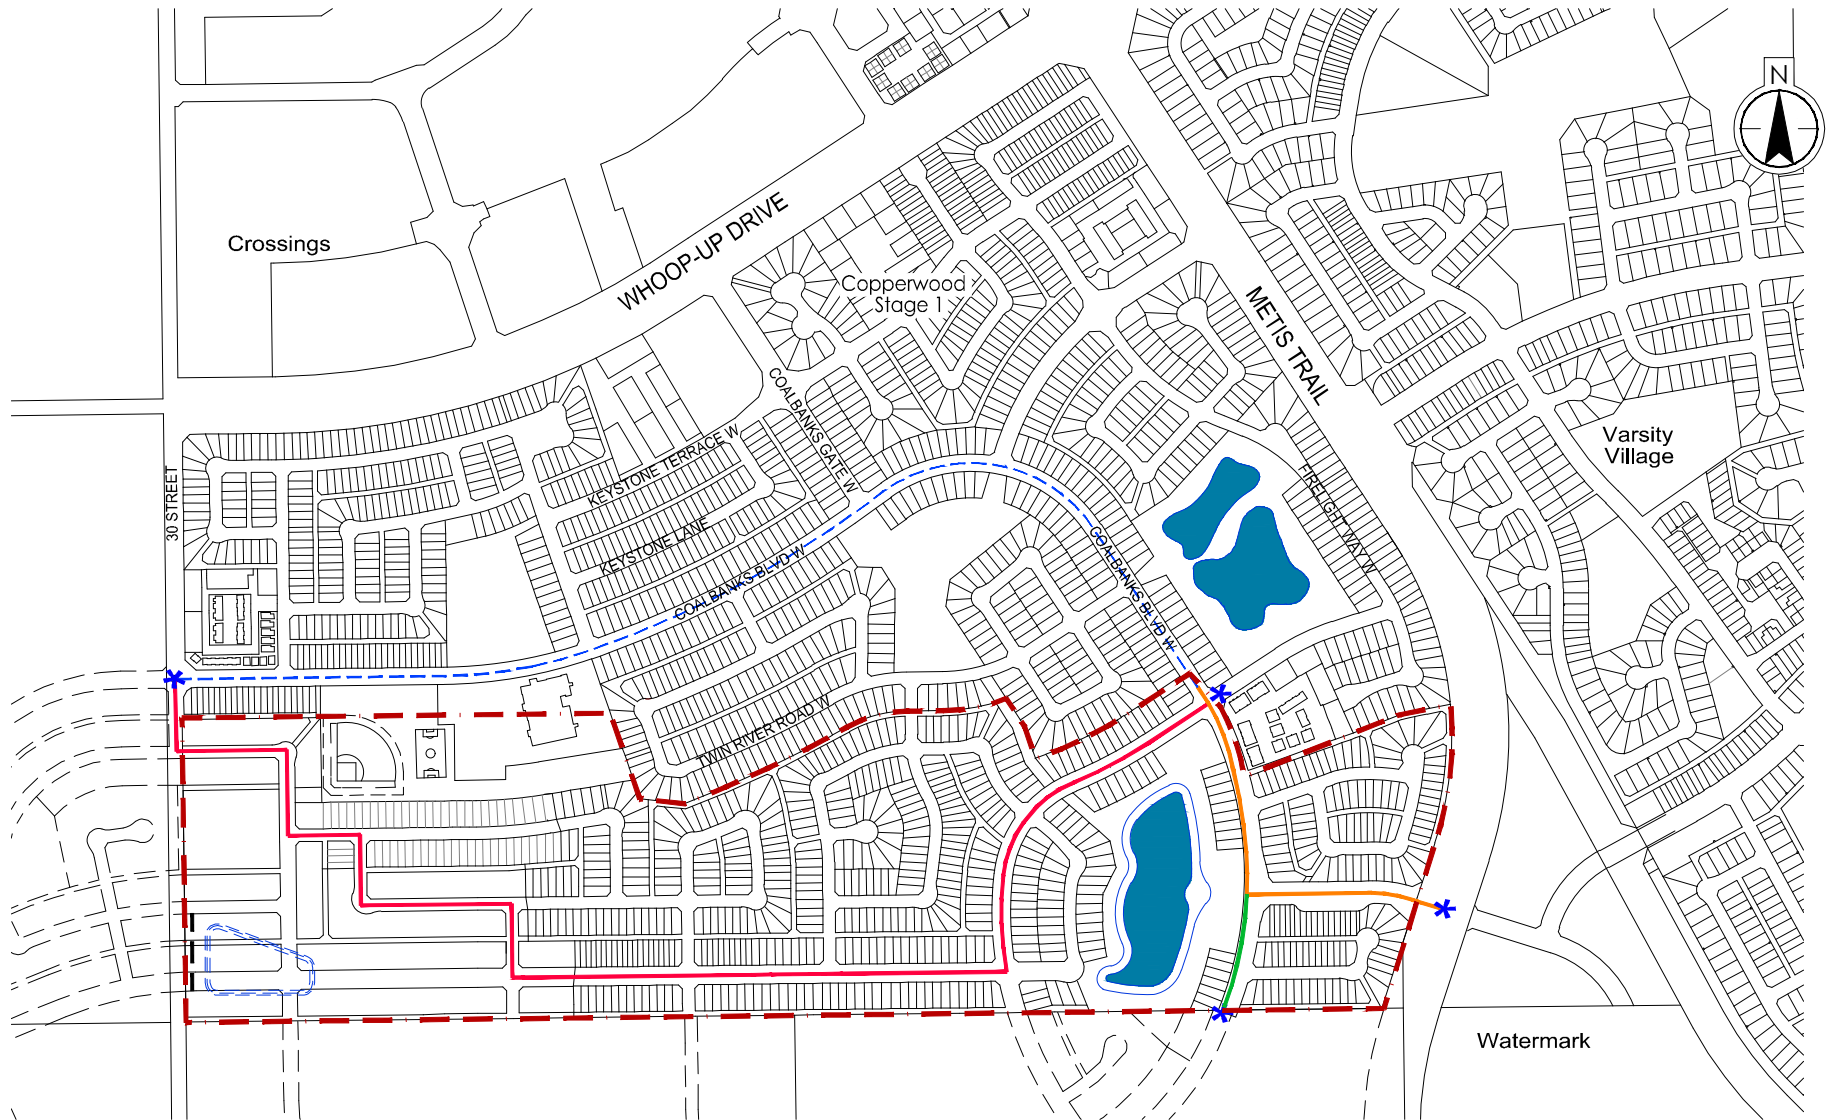 N
Crossings
WHOOP-UP DRIVE
Copperwood
Stage 1
METIS TRAIL
COALBANKS GATE W
KEYSTONE TERRACE W
Varsity
Village
30 STREET
KEYSTONE LANE
FIRELIGHT WAY W
COALBANKS BLVD W
COALBANKS BLVD W
TWIN RIVER ROAD W
Watermark